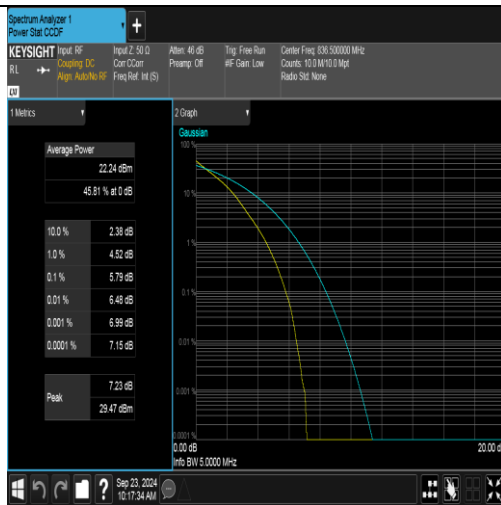 Spectrum Analyzer 1
Power Stat CCDF
+
KEYSIGHT
RL
LXI
Input: RF
Coupling: DC
Align: Auto/No RF
Input Z: 50 Ω
Corr CCorr
Freq Ref: Int (S)
Atten: 46 dB
Preamp: Off
Trig: Free Run
#IF Gain: Low
Center Freq: 836.500000 MHz
Counts: 10.0 M/10.0 Mpt
Radio Std: None
1 Metrics
Average Power
22.24 dBm
45.81 % at 0 dB
10.0 % 2.38 dB
1.0 % 4.52 dB
0.1 % 5.79 dB
0.01 % 6.48 dB
0.001 % 6.99 dB
0.0001 % 7.15 dB
Peak
7.23 dB
29.47 dBm
2 Graph
Gaussian
100 %
10 %
1 %
0.1 %
0.01 %
0.001 %
0.0001 %
0.00 dB
20.00 d
Info BW 5.0000 MHz
?
Sep 23, 2024
10:17:34 AM